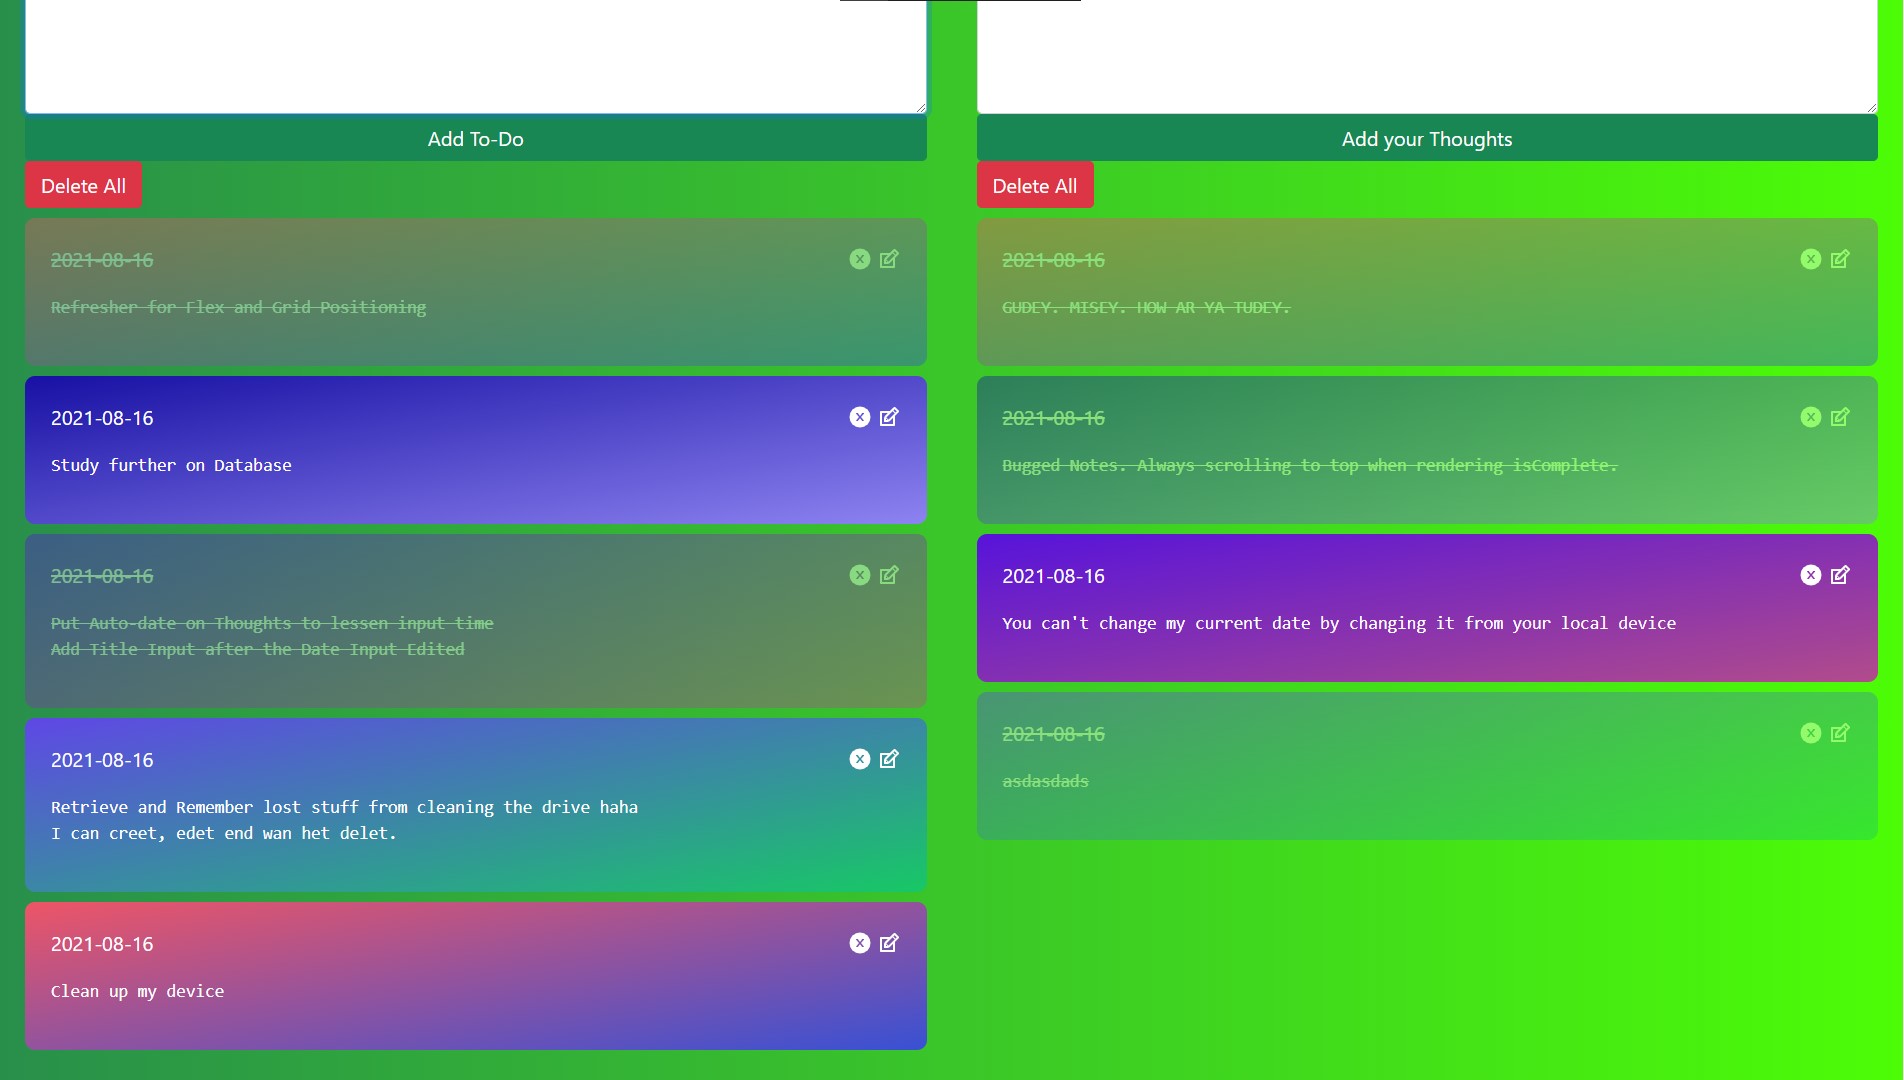 Add To-Do
Delete All
2021-08-16
Refresher for Flex and Grid Positioning
2021-08-16
Study further on Database
2021-08-16
Put Auto-date on Thoughts to lessen input time
Add Title Input after the Date Input Edited
2021-08-16
Retrieve and Remember lost stuff from cleaning the drive haha
I can creet, edet end wan het delet.
2021-08-16
Clean up my device
Add your Thoughts
Delete All
2021-08-16
GUDEY. MISEY. HOW AR YA TUDEY.
2021-08-16
Bugged Notes. Always scrolling to top when rendering isComplete.
2021-08-16
You can't change my current date by changing it from your local device
2021-08-16
asdasdads